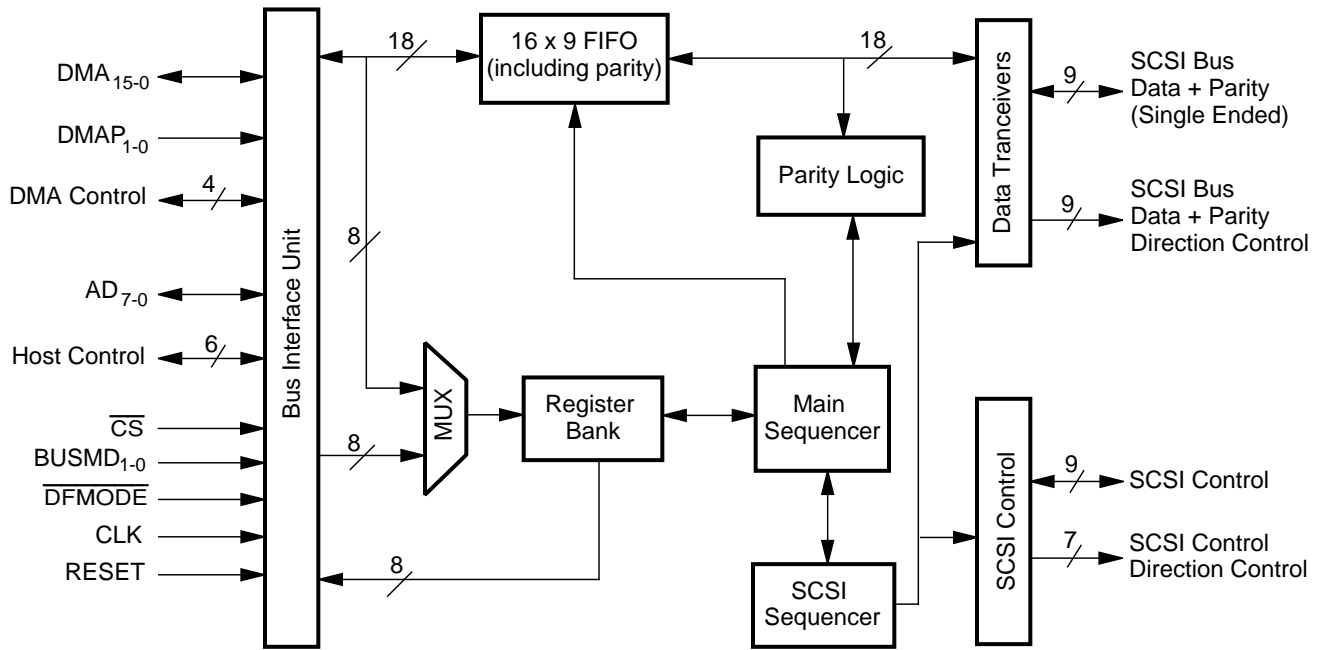 DMA15-0
DMAP1-0
DMA Control
4
AD7-0
Host Control
6
CS
BUSMD1-0
DFMODE
CLK
RESET
Bus Interface Unit
18
16 x 9 FIFO
(including parity)
18
8
Parity Logic
8
MUX
Register
Bank
Main
Sequencer
8
SCSI
Sequencer
Data Tranceivers
9
SCSI Bus
Data + Parity
(Single Ended)
9
SCSI Bus
Data + Parity
Direction Control
SCSI Control
9
SCSI Control
7
SCSI Control
Direction Control